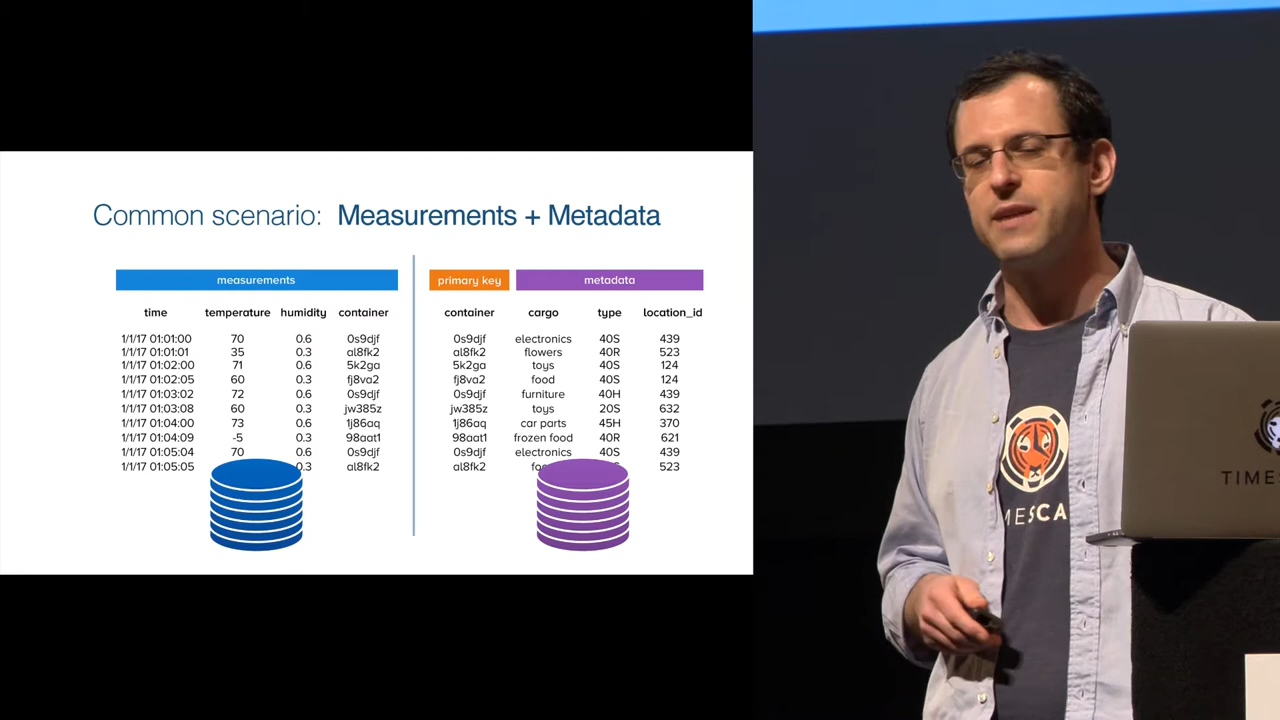 Common scenario: Measurements + Metadata
measurements
time temperature humidity container
1/1/17 01:01:00 70 0.6 0s9djf
1/1/17 01:01:01 35 0.3 al8fk2
1/1/17 01:02:00 71 0.6 5k2ga
1/1/17 01:02:05 60 0.3 fj8va2
1/1/17 01:03:02 72 0.6 0s9djf
1/1/17 01:03:08 60 0.3 jw385z
1/1/17 01:04:00 73 0.6 1j86aq
1/1/17 01:04:09 -5 0.3 98aat1
1/1/17 01:05:04 70 0.6 0s9djf
1/1/17 01:05:05 0.3 al8fk2
primary key metadata
container cargo type location_id
0s9djf electronics 40S 439
al8fk2 flowers 40R 523
5k2ga toys 40S 124
fj8va2 food 40S 124
0s9djf furniture 40H 439
jw385z toys 20S 632
1j86aq car parts 45H 370
98aat1 frozen food 40R 621
0s9djf electronics 40S 439
al8fk2 523
MESCA
TIMES